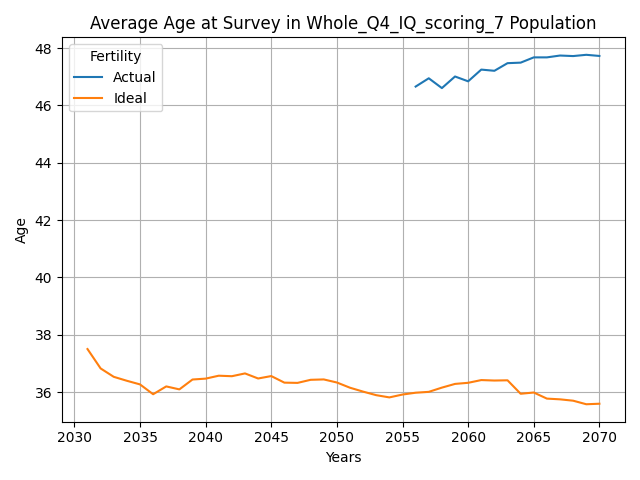 Average Age at Survey in Whole_Q4_IQ_scoring_7 Population
Fertility
Actual
Ideal
Age
48
46
44
42
40
38
36
2030 2035 2040 2045 2050 2055 2060 2065 2070
Years